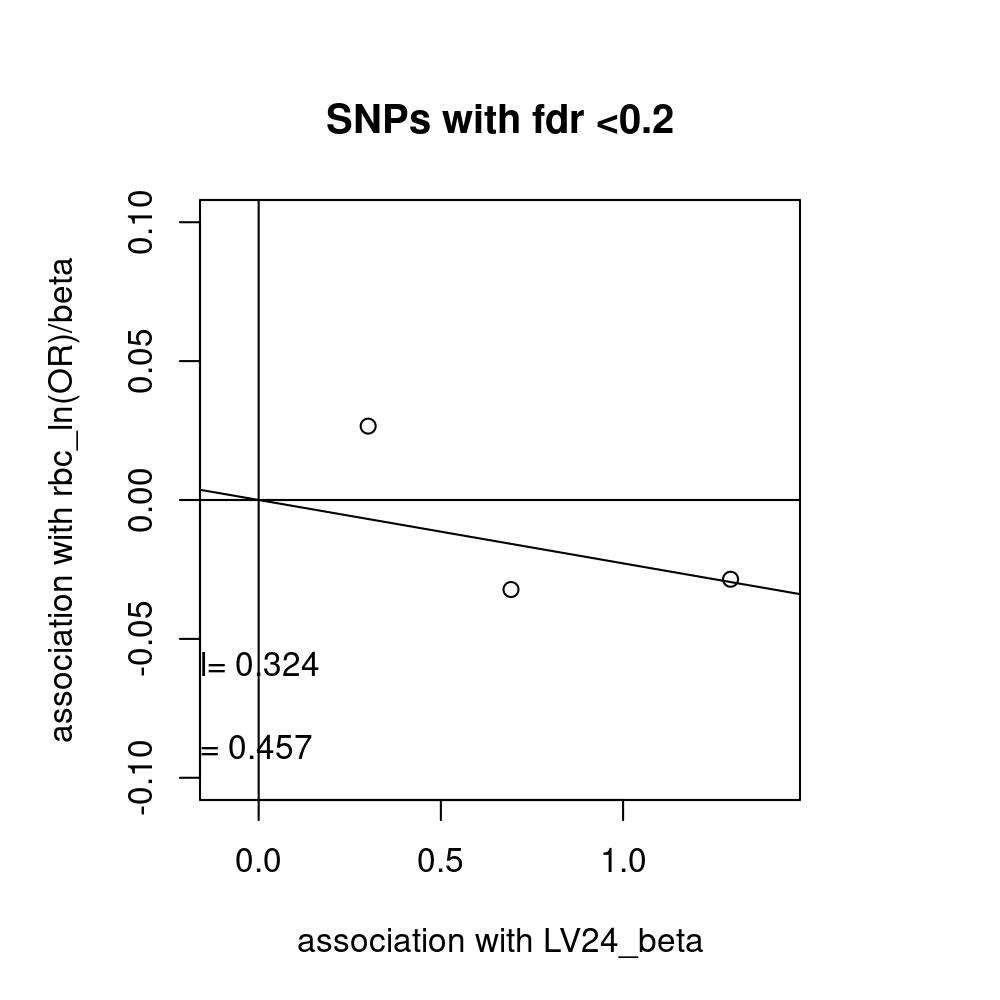 SNPs with fdr <0.2
association with rbc_ln(OR)/beta
0.10
0.05
0.00
-0.05
-0.10
= 0.324
= 0.457
0.0 0.5 1.0
association with LV24_beta